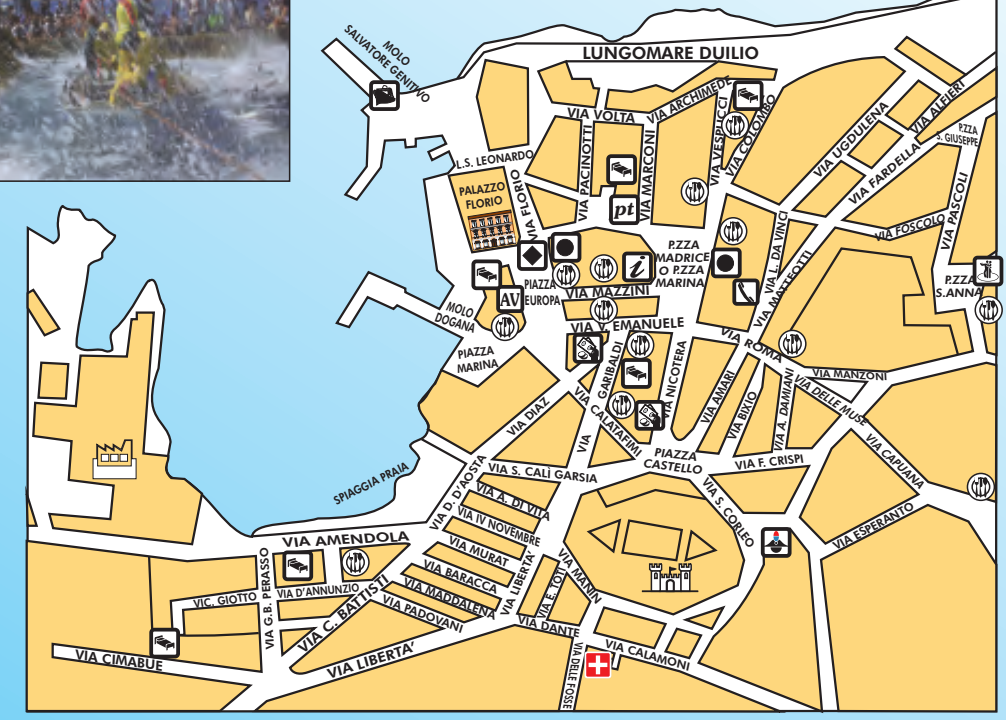 MOLO
SALVATORE GENITIVO
LUNGOMARE DUILIO
VIA ARCHIMEDE
VIA VOLTA
VIA VESPUCCI
VIA COLOMBO
VIA UGDULENA
VIA ALFIERI
P.ZZA
S. GIUSEPPE
L.S. LEONARDO
VIA PACINOTTI
VIA MARCONI
VIA FARDELLA
PALAZZO
FLORIO
VIA FLORIO
pt
VIA FOSCOLO
VIA PASCOLI
VIA L. DA VINCI
VIA MATTEOTTI
P.ZZA
MADRICE
O P.ZZA
MARINA
i
P.ZZA
S.ANNA
PIAZZA
EUROPA
AV
VIA MAZZINI
MOLO
DOGANA
VIA V. EMANUELE
VIA ROMA
PIAZZA
MARINA
VIA GARIBALDI
VIA NICOTERA
VIA MANZONI
VIA DELLE MUSE
VIA AMARI
VIA BIXIO
VIA A. DAMIANI
VIA DIAZ
VIA CALATAFIMI
VIA CAPUANA
PIAZZA
CASTELLO
VIA F. CRISPI
SPIAGGIA PRAIA
VIA D. D'AOSTA
VIA S. CALÌ GARSIA
VIA A. DI VITA
VIA S. CORLEO
VIA ESPERANTO
VIA IV NOVEMBRE
VIA AMENDOLA
VIA MURAT
VIA BARACCA
VIA LIBERTA'
VIA E. TOTI
VIA MANIN
VIA G.B. PERASSO
VIA D'ANNUNZIO
VIC. GIOTTO
VIA C. BATTISTI
VIA MADDALENA
VIA PADOVANI
VIA DANTE
VIA CALAMONI
VIA DELLE FOSSE
VIA CIMABUE
VIA LIBERTA'